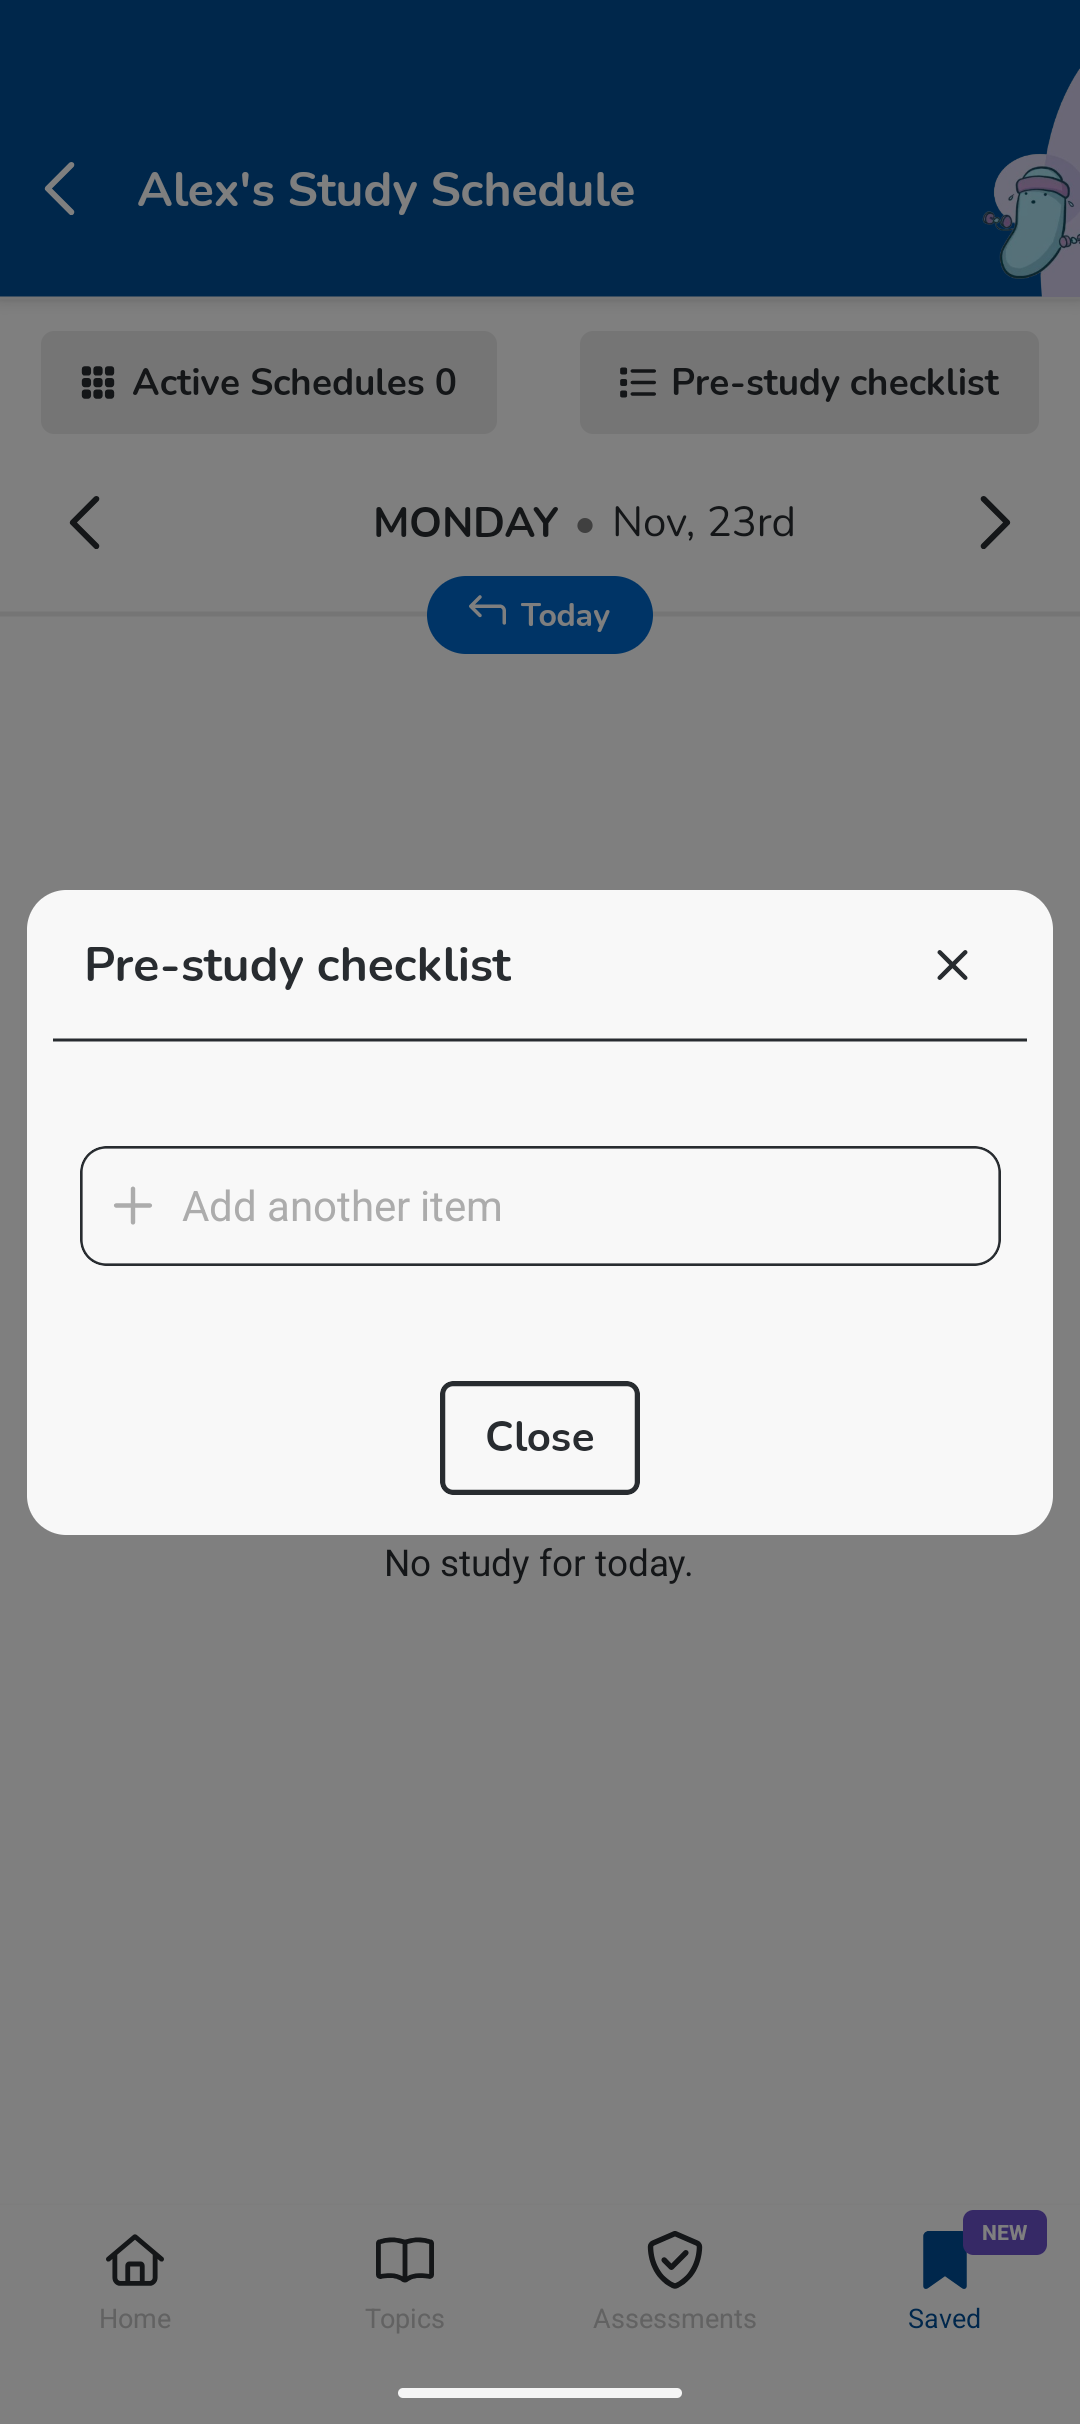 Alex's Study Schedule
Active Schedules 0
Pre-study checklist
MONDAY • Nov, 23rd
Today
Pre-study checklist
Add another item
Close
No study for today.
NEW
Home
Topics
Assessments
Saved